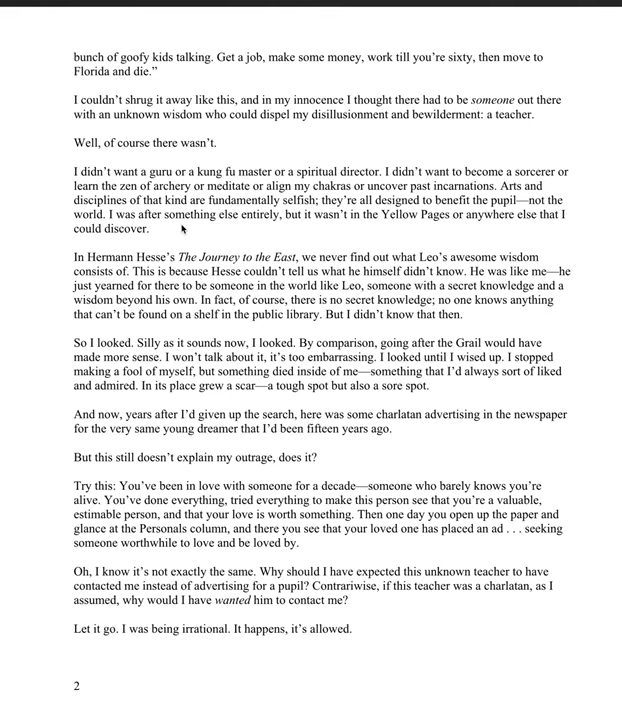 bunch of goofy kids talking. Get a job, make some money, work till you’re sixty, then move to
Florida and die.”
I couldn’t shrug it away like this, and in my innocence I thought there had to be someone out there
with an unknown wisdom who could dispel my disillusionment and bewilderment: a teacher.
Well, of course there wasn’t.
I didn’t want a guru or a kung fu master or a spiritual director. I didn’t want to become a sorcerer or
learn the zen of archery or meditate or align my chakras or uncover past incarnations. Arts and
disciplines of that kind are fundamentally selfish; they’re all designed to benefit the pupil—not the
world. I was after something else entirely, but it wasn’t in the Yellow Pages or anywhere else that I
could discover.
In Hermann Hesse’s The Journey to the East, we never find out what Leo’s awesome wisdom
consists of. This is because Hesse couldn’t tell us what he himself didn’t know. He was like me—he
just yearned for there to be someone in the world like Leo, someone with a secret knowledge and a
wisdom beyond his own. In fact, of course, there is no secret knowledge; no one knows anything
that can’t be found on a shelf in the public library. But I didn’t know that then.
So I looked. Silly as it sounds now, I looked. By comparison, going after the Grail would have
made more sense. I won’t talk about it, it’s too embarrassing. I looked until I wised up. I stopped
making a fool of myself, but something died inside of me—something that I’d always sort of liked
and admired. In its place grew a scar—a tough spot but also a sore spot.
And now, years after I’d given up the search, here was some charlatan advertising in the newspaper
for the very same young dreamer that I’d been fifteen years ago.
But this still doesn’t explain my outrage, does it?
Try this: You’ve been in love with someone for a decade—someone who barely knows you’re
alive. You’ve done everything, tried everything to make this person see that you’re a valuable,
estimable person, and that your love is worth something. Then one day you open up the paper and
glance at the Personals column, and there you see that your loved one has placed an ad . . . seeking
someone worthwhile to love and be loved by.
Oh, I know it’s not exactly the same. Why should I have expected this unknown teacher to have
contacted me instead of advertising for a pupil? Contrariwise, if this teacher was a charlatan, as I
assumed, why would I have wanted him to contact me?
Let it go. I was being irrational. It happens, it’s allowed.
2